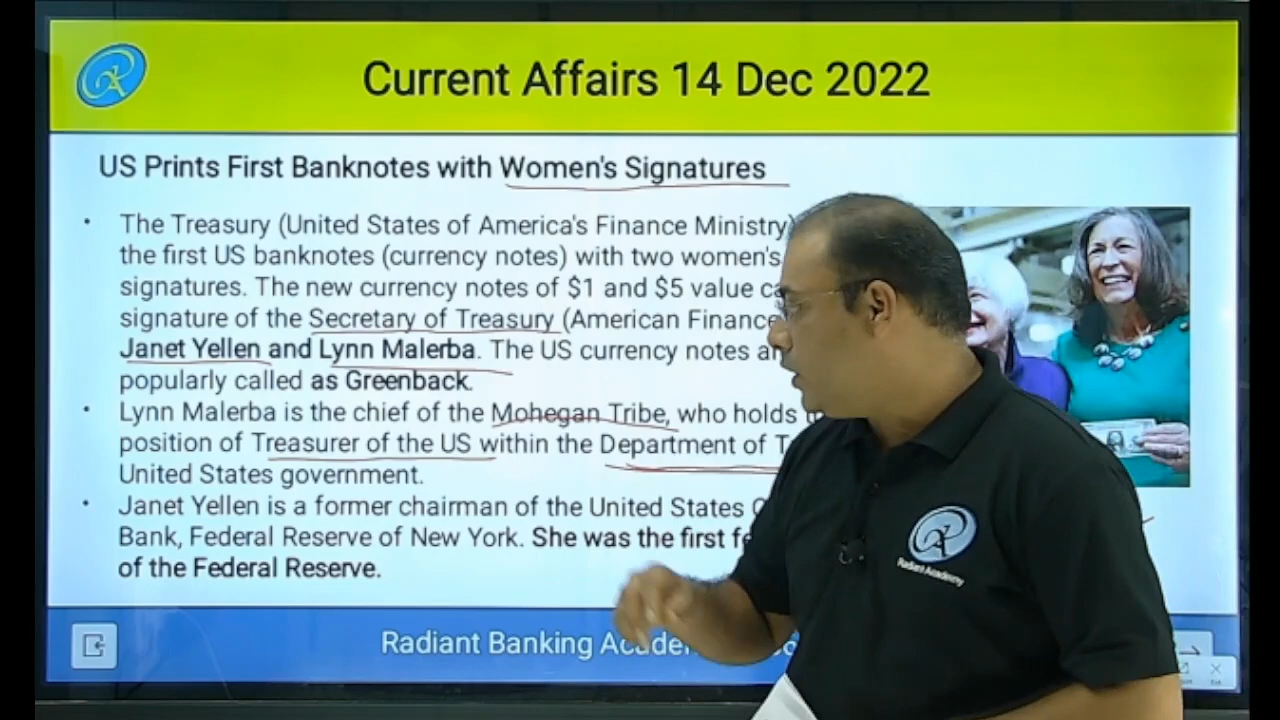 Current Affairs 14 Dec 2022
US Prints First Banknotes with Women's Signatures
• The Treasury (United States of America's Finance Ministry)
the first US banknotes (currency notes) with two women's
signatures. The new currency notes of $1 and $5 value
signature of the Secretary of Treasury (American Finance
Janet Yellen and Lynn Malerba. The US currency notes
popularly called as Greenback.
• Lynn Malerba is the chief of the Mohegan Tribe, who holds
position of Treasurer of the US within the Department of
United States government.
• Janet Yellen is a former chairman of the United States
Bank, Federal Reserve of New York. She was the first
of the Federal Reserve.
Radiant Banking
Radiant Academy